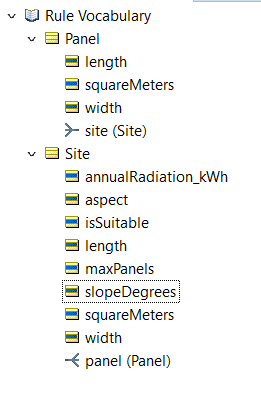 Rule Vocabulary
Panel
length
squareMeters
width
site (Site)
Site
annualRadiation_kWh
aspect
isSuitable
length
maxPanels
slopeDegrees
squareMeters
width
panel (Panel)